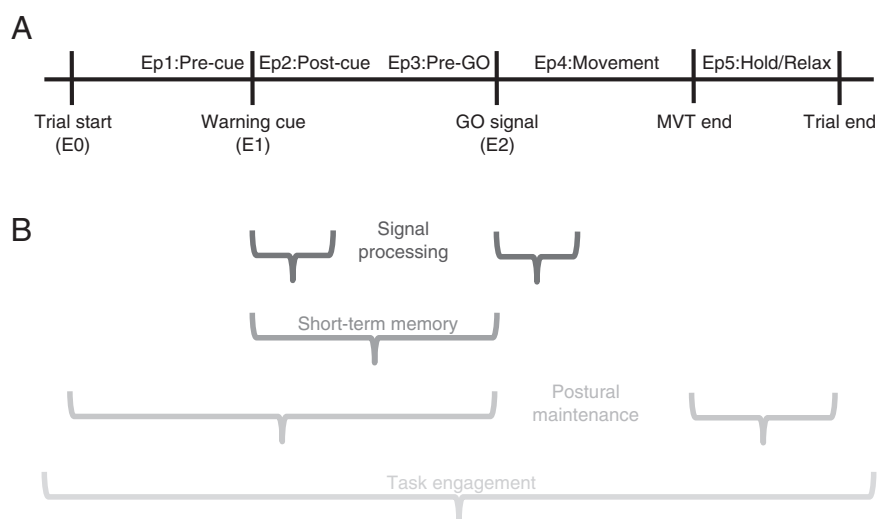 A
Ep1:Pre-cue Ep2:Post-cue Ep3:Pre-GO Ep4:Movement Ep5:Hold/Relax
Trial start Warning cue GO signal MVT end Trial end
(E0) (E1) (E2)
B
Signal
processing
Short-term memory
Postural
maintenance
Task engagement